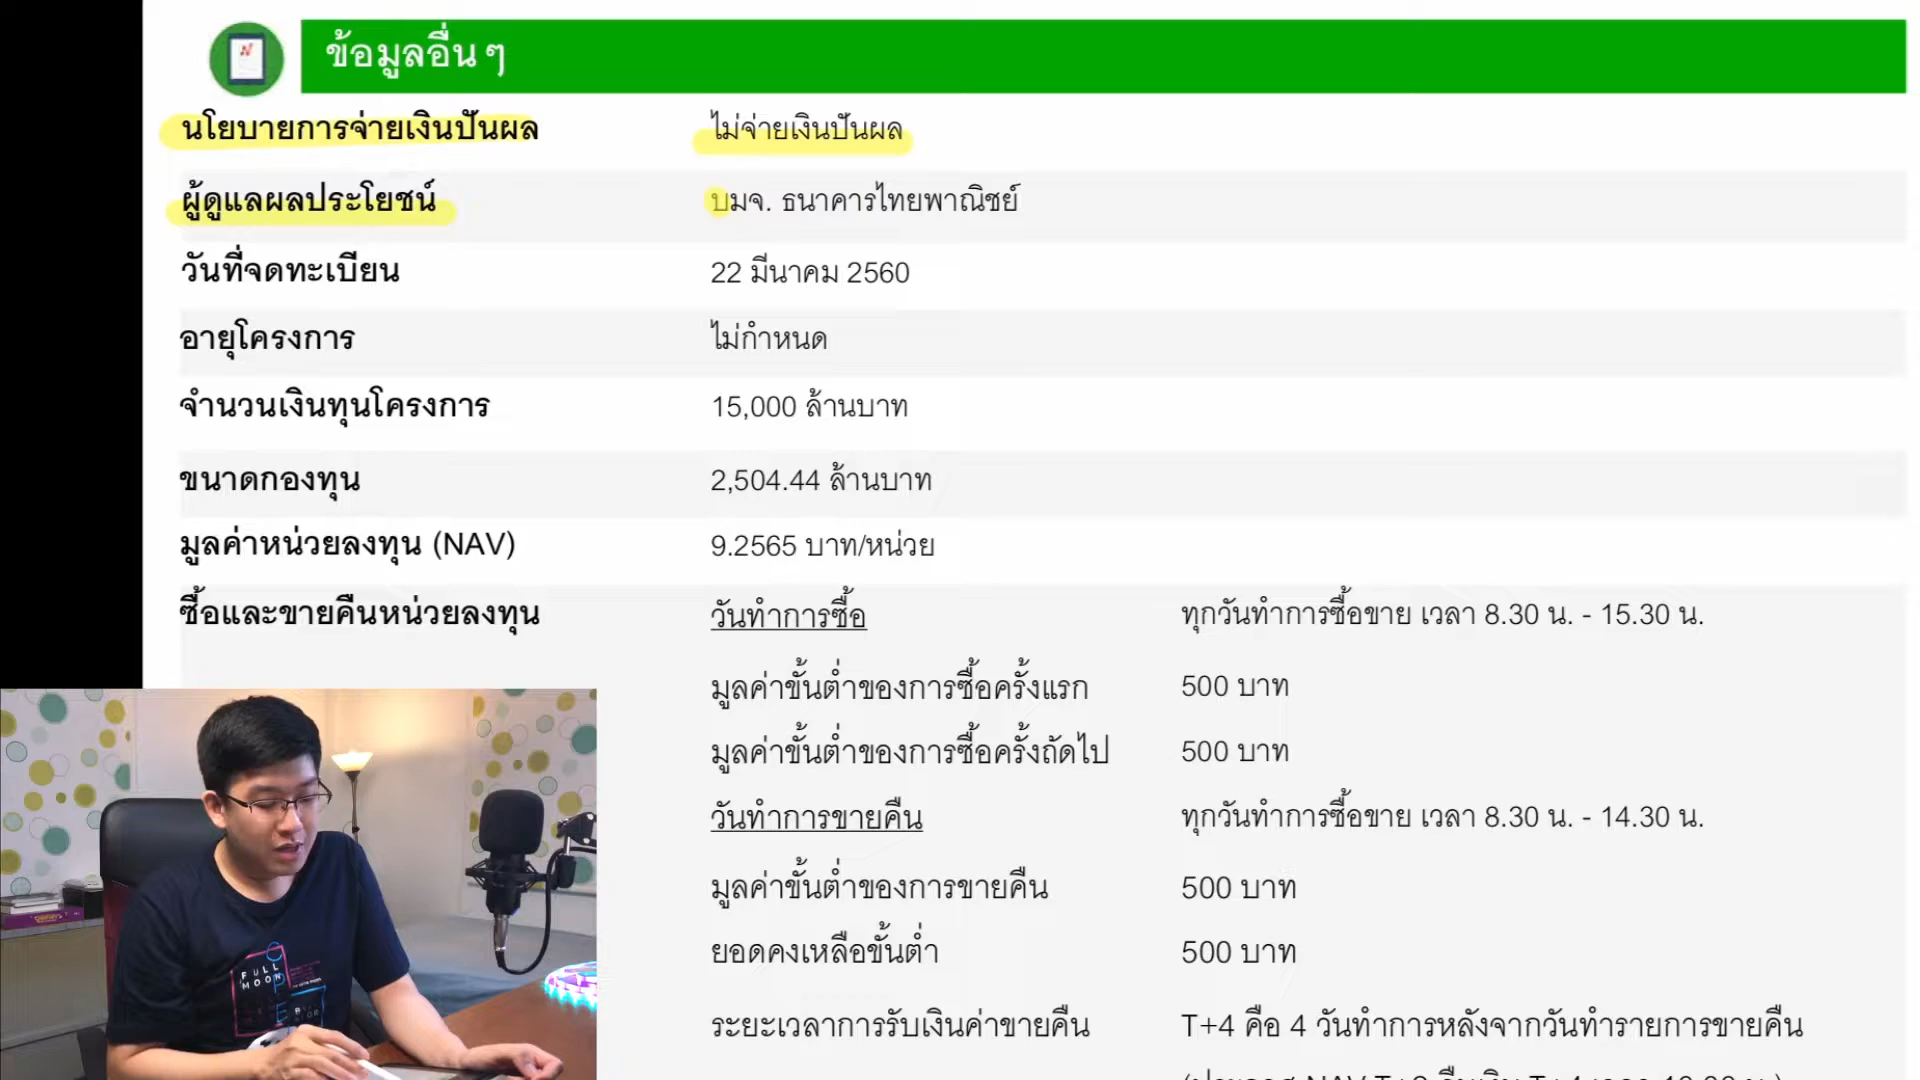 ข้อมูลอื่น ๆ
นโยบายการจ่ายเงินปันผล ไม่จ่ายเงินปันผล
ผู้ดูแลผลประโยชน์ บมจ. ธนาคารไทยพาณิชย์
วันที่จดทะเบียน 22 มีนาคม 2560
อายุโครงการ ไม่กำหนด
จำนวนเงินทุนโครงการ 15,000 ล้านบาท
ขนาดกองทุน 2,504.44 ล้านบาท
มูลค่าหน่วยลงทุน (NAV) 9.2565 บาท/หน่วย
ซื้อและขายคืนหน่วยลงทุน วันทำการซื้อ ทุกวันทำการซื้อขาย เวลา 8.30 น. - 15.30 น.
มูลค่าขั้นต่ำของการซื้อครั้งแรก 500 บาท
มูลค่าขั้นต่ำของการซื้อครั้งถัดไป 500 บาท
วันทำการขายคืน ทุกวันทำการซื้อขาย เวลา 8.30 น. - 14.30 น.
มูลค่าขั้นต่ำของการขายคืน 500 บาท
ยอดคงเหลือขั้นต่ำ 500 บาท
ระยะเวลาการรับเงินค่าขายคืน T+4 คือ 4 วันทำการหลังจากวันทำรายการขายคืน
FULL
MOON